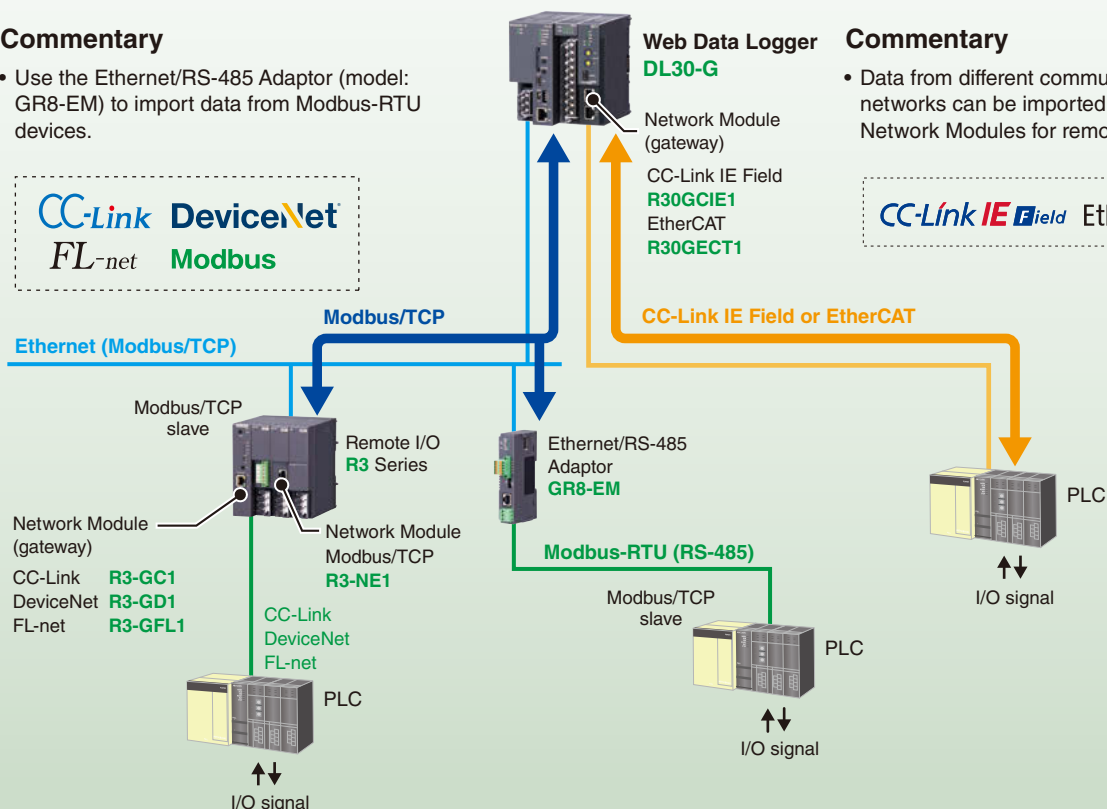 Commentary
• Use the Ethernet/RS-485 Adaptor (model:
GR8-EM) to import data from Modbus-RTU
devices.
CC-Link DeviceNet
FL-net Modbus
Web Data Logger
DL30-G
Network Module
(gateway)
CC-Link IE Field
R30GCIE1
EtherCAT
R30GECT1
Commentary
• Data from different
networks can be imported
Network Modules for
CC-Link IE Field
Modbus/TCP
CC-Link IE Field or EtherCAT
Ethernet (Modbus/TCP)
Modbus/TCP
slave
Remote I/O
R3 Series
Ethernet/RS-485
Adaptor
GR8-EM
PLC
I/O signal
Network Module
(gateway)
CC-Link R3-GC1
DeviceNet R3-GD1
FL-net R3-GFL1
Network Module
Modbus/TCP
R3-NE1
Modbus-RTU (RS-485)
CC-Link
DeviceNet
FL-net
Modbus/TCP
slave
PLC
I/O signal
PLC
I/O signal